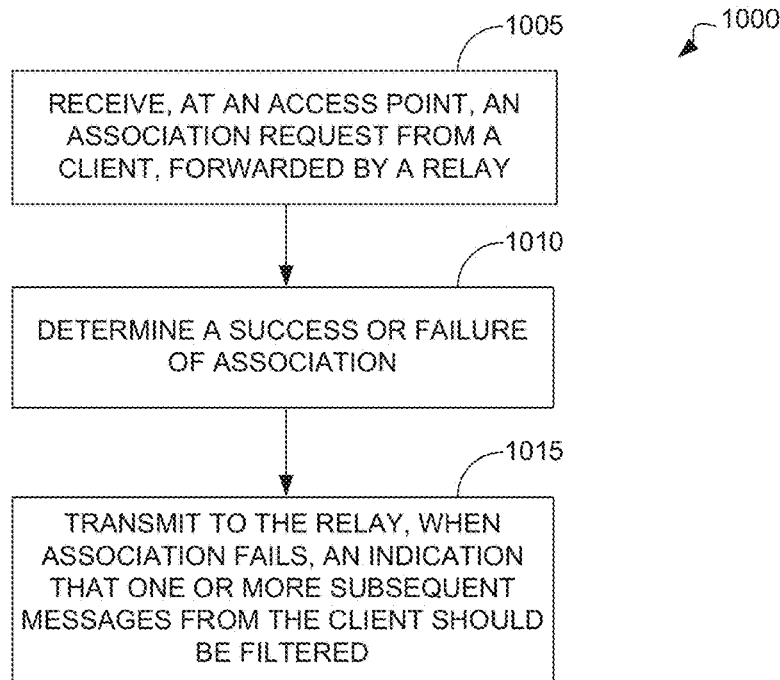 1000
1005
RECEIVE, AT AN ACCESS POINT, AN
ASSOCIATION REQUEST FROM A
CLIENT, FORWARDED BY A RELAY
1010
DETERMINE A SUCCESS OR FAILURE
OF ASSOCIATION
1015
TRANSMIT TO THE RELAY, WHEN
ASSOCIATION FAILS, AN INDICATION
THAT ONE OR MORE SUBSEQUENT
MESSAGES FROM THE CLIENT SHOULD
BE FILTERED